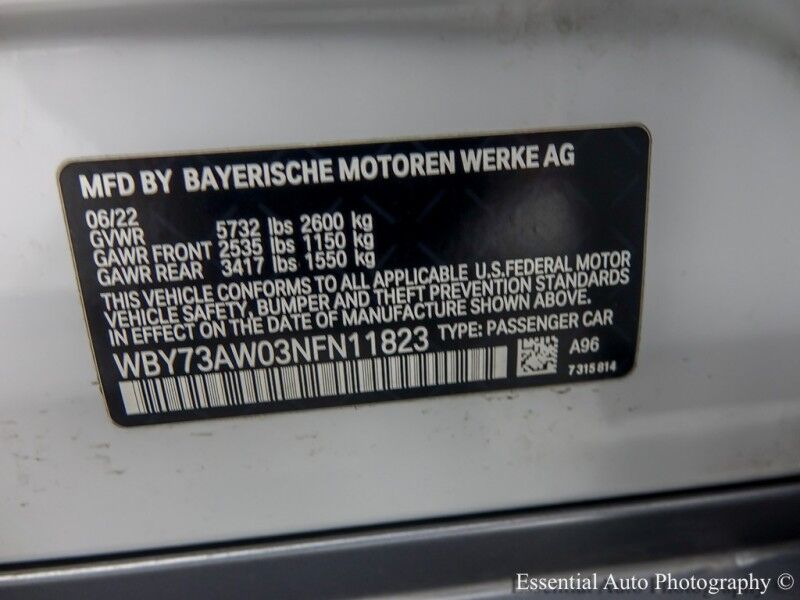 MFD BY BAYERISCHE MOTOREN WERKE AG
06/22
GVWR 5732 lbs 2600 kg
GAWR FRONT 2535 lbs 1150 kg
GAWR REAR 3417 lbs 1550 kg
THIS VEHICLE CONFORMS TO ALL APPLICABLE U.S.FEDERAL MOTOR
VEHICLE SAFETY, BUMPER AND THEFT PREVENTION STANDARDS
IN EFFECT ON THE DATE OF MANUFACTURE SHOWN ABOVE.
WBY73AW03NFN11823 TYPE: PASSENGER CAR
A96
7315814
Essential Auto Photography ©